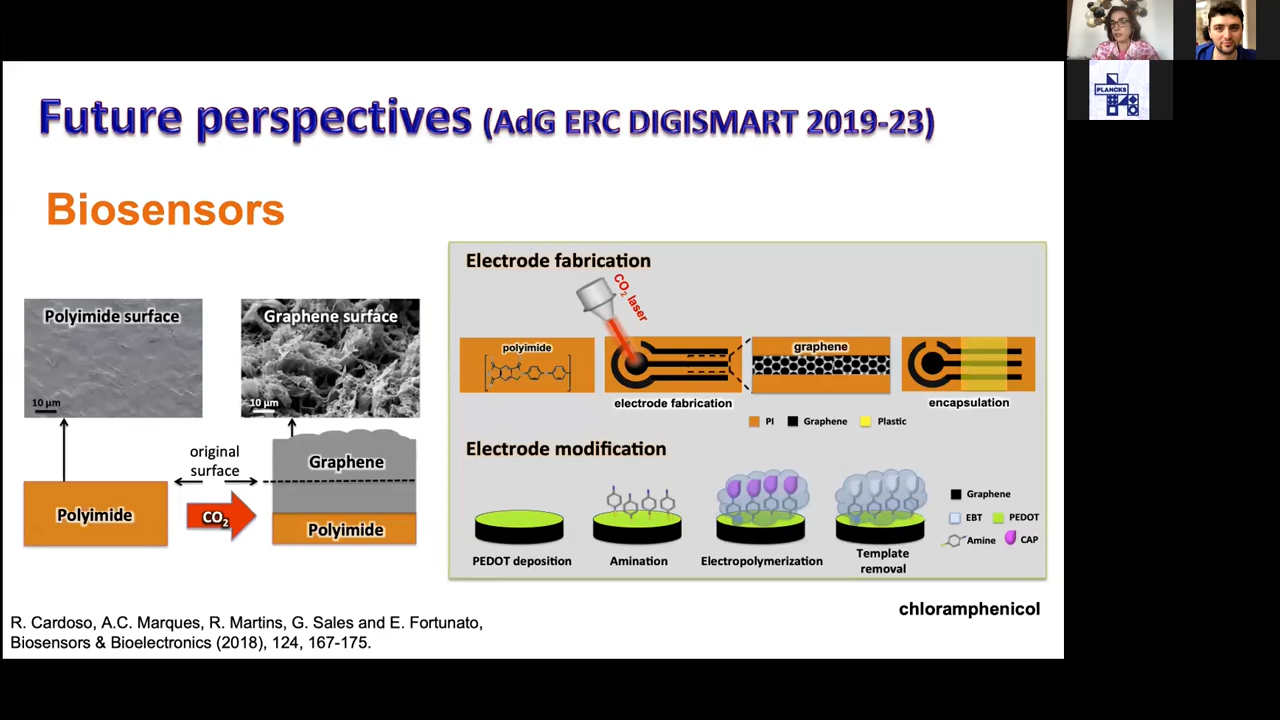 PLANCKS
Future perspectives (AdG ERC DIGISMART 2019-23)
Biosensors
Polyimide surface
10 µm
Graphene surface
10 µm
original
surface
Graphene
Polyimide
CO2
Polyimide
Electrode fabrication
CO2 laser
polyimide
electrode fabrication
graphene
encapsulation
PI
Graphene
Plastic
Electrode modification
PEDOT deposition
Amination
Electropolymerization
Template
removal
Graphene
EBT
PEDOT
Amine
CAP
chloramphenicol
R. Cardoso, A.C. Marques, R. Martins, G. Sales and E. Fortunato,
Biosensors & Bioelectronics (2018), 124, 167-175.